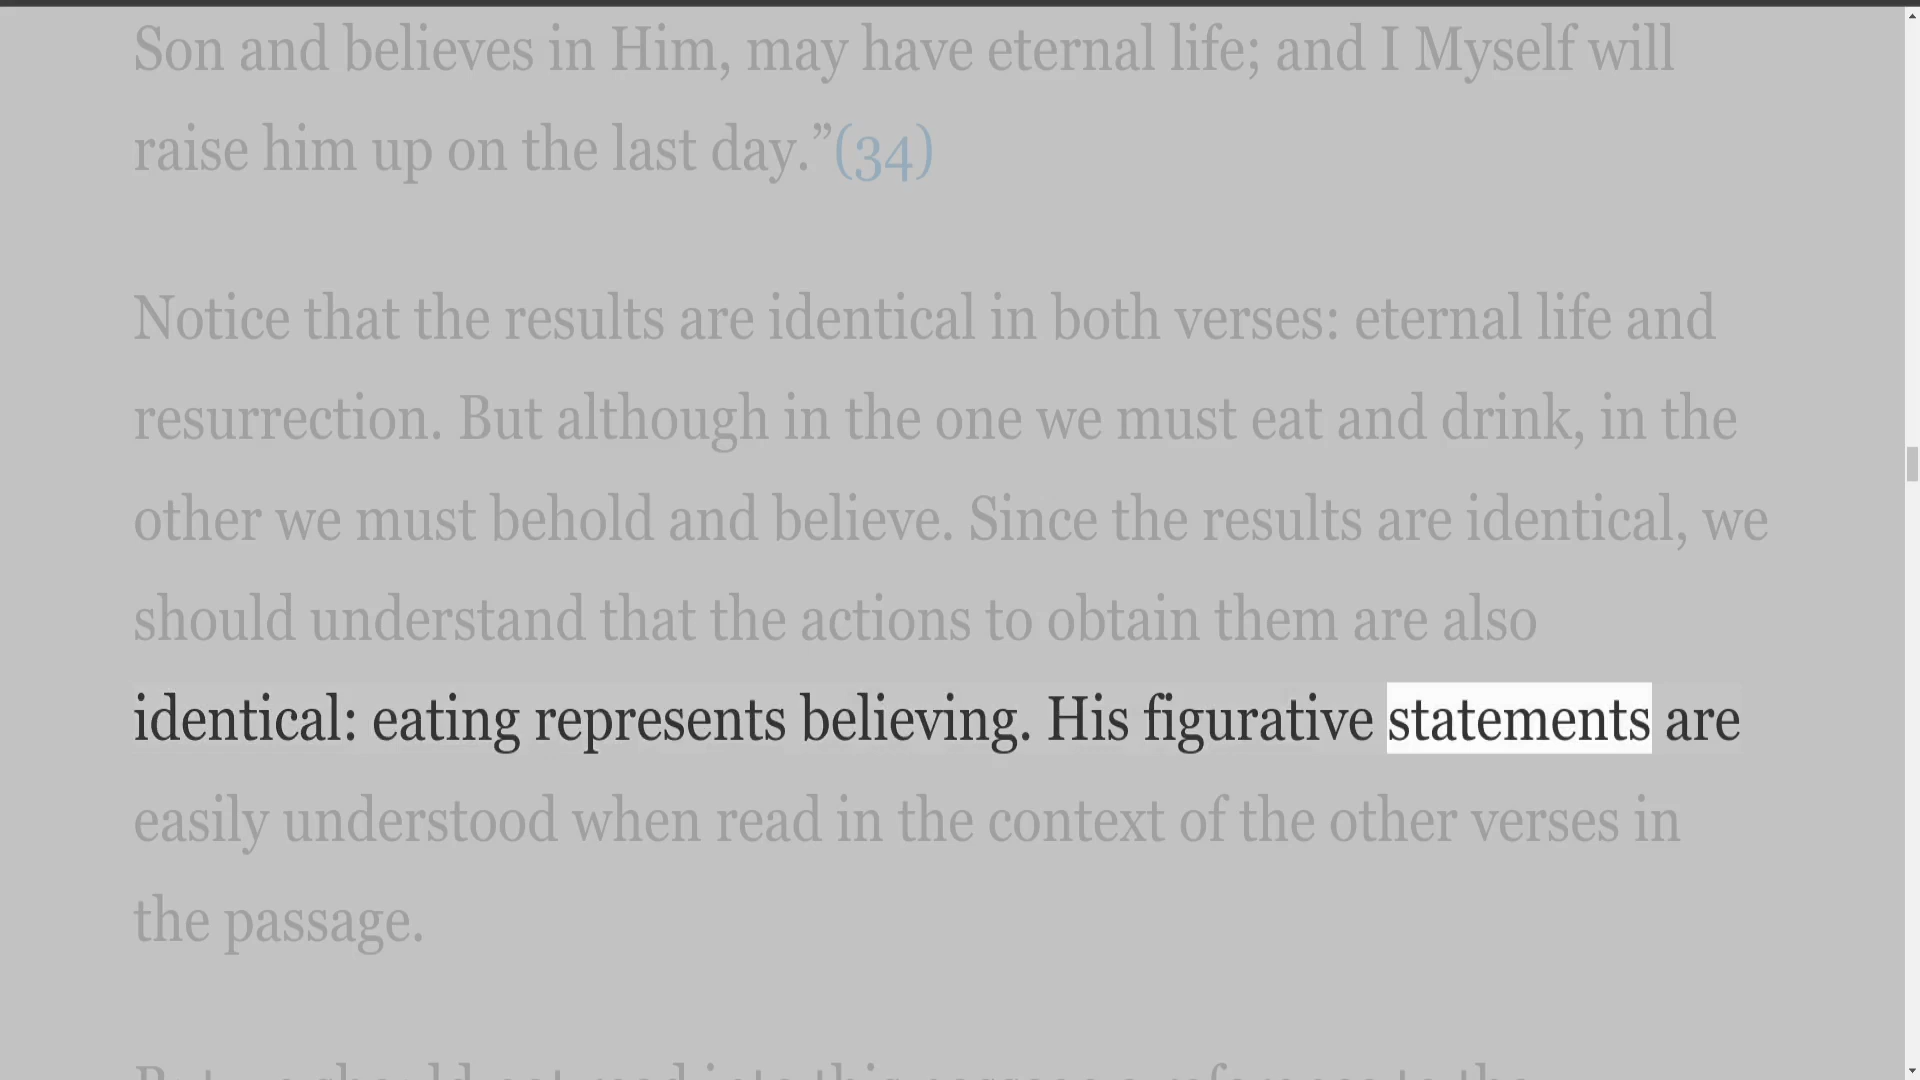 Son and believes in Him, may have eternal life; and I Myself will
raise him up on the last day.”(34)
Notice that the results are identical in both verses: eternal life and
resurrection. But although in the one we must eat and drink, in the
other we must behold and believe. Since the results are identical, we
should understand that the actions to obtain them are also
identical: eating represents believing. His figurative statements are
easily understood when read in the context of the other verses in
the passage.